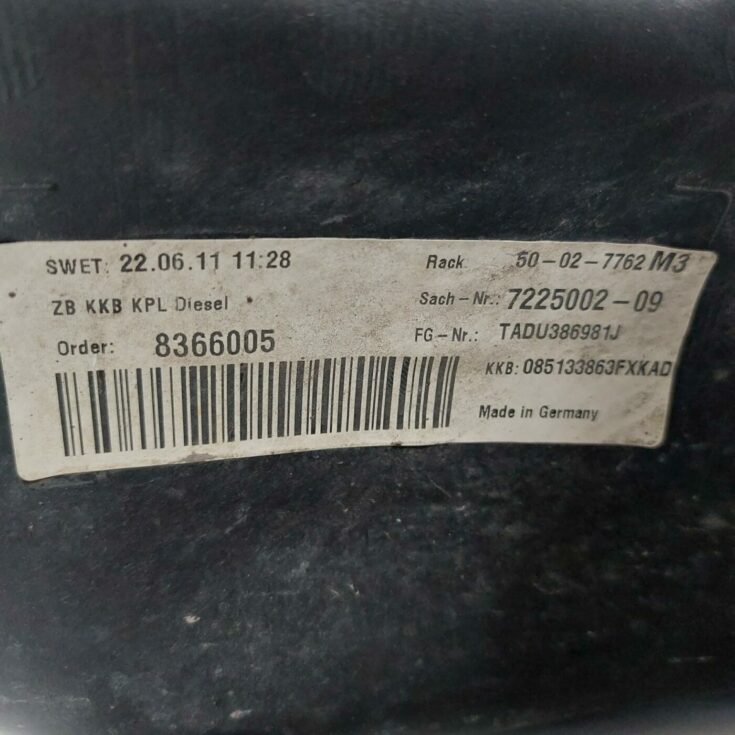 SWET: 22.06.11 11:28
ZB KKB KPL Diesel
Order: 8366005
Rack 50-02-7762 M3
Sach-Nr.: 7225002-09
FG-Nr.: TADU386981J
KKB: 085133863FXKAD
Made in Germany